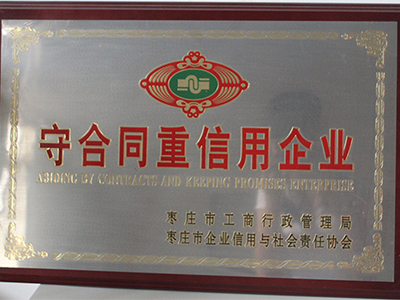 守合同重信用企业
ABIDING BY CONTRACTS AND KEEPING PROMISES ENTERPRISE
枣庄市工商行政管理局
枣庄市企业信用与社会责任协会